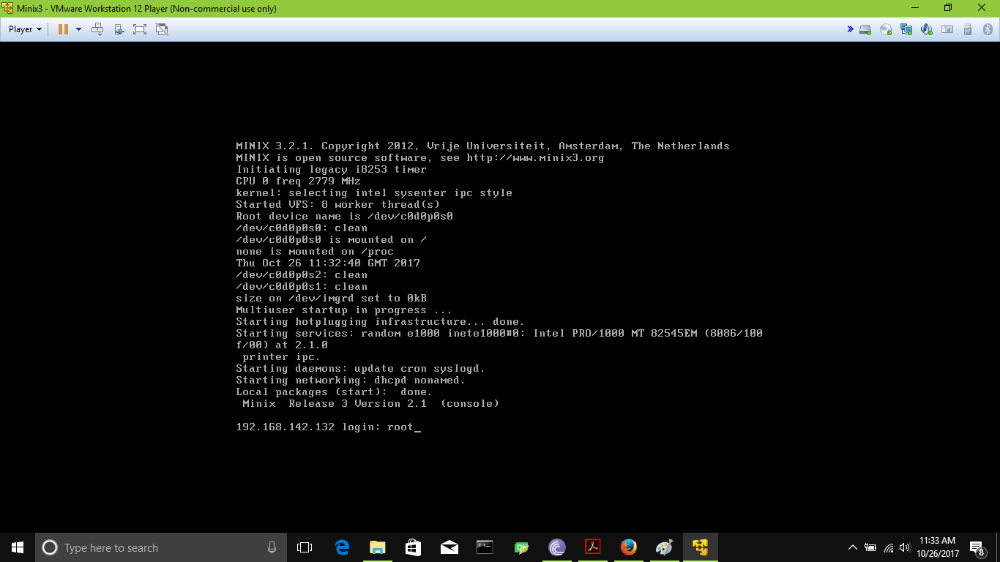 Minix3 - VMware Workstation 12 Player (Non-commercial use only)
Player
MINIX 3.2.1. Copyright 2012, Vrije Universiteit, Amsterdam, The Netherlands
MINIX is open source software, see http://www.minix3.org
Initiating legacy i8253 timer
CPU 0 freq 2779 MHz
kernel: selecting intel sysenter ipc style
Started VFS: 8 worker thread(s)
Root device name is /dev/c0d0p0s0
/dev/c0d0p0s0: clean
/dev/c0d0p0s0 is mounted on /
none is mounted on /proc
Thu Oct 26 11:32:40 GMT 2017
/dev/c0d0p0s2: clean
/dev/c0d0p0s1: clean
size on /dev/imgrd set to 0kB
Multiuser startup in progress ...
Starting hotplugging infrastructure... done.
Starting services: random e1000 inete1000#0: Intel PRO/1000 MT 82545EM (8086/100
f/00) at 2.1.0
printer ipc.
Starting daemons: update cron syslogd.
Starting networking: dhcpd nonamed.
Local packages (start):  done.
Minix  Release 3 Version 2.1  (console)
192.168.142.132 login: root_
Type here to search
11:33 AM
10/26/2017
8